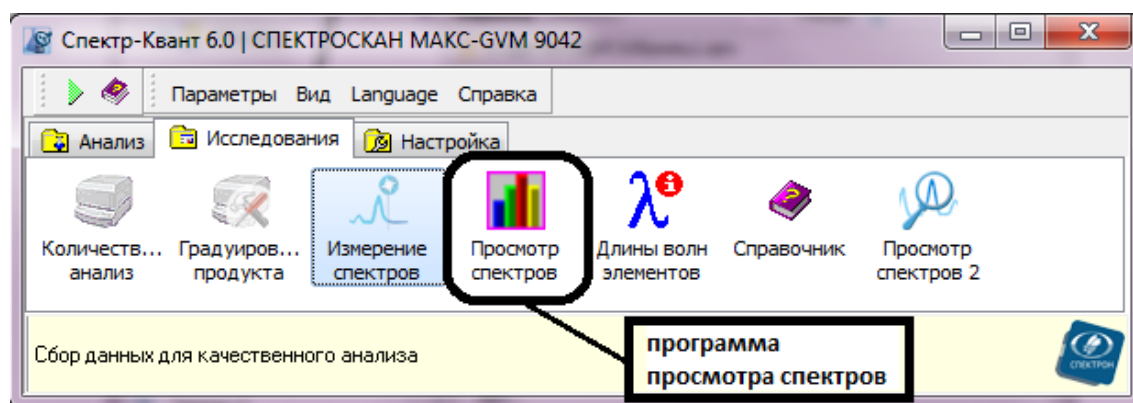 Спектр-Квант 6.0 | СПЕКТРОСКАН МАКС-GVM 9042
Параметры Вид Language Справка
Анализ Исследования Настройка
Количеств... анализ
Градуиров... продукта
Измерение спектров
Просмотр спектров
Длины волн элементов
Справочник
Просмотр спектров 2
Сбор данных для качественного анализа
программа
просмотра спектров
СПЕКТРОН